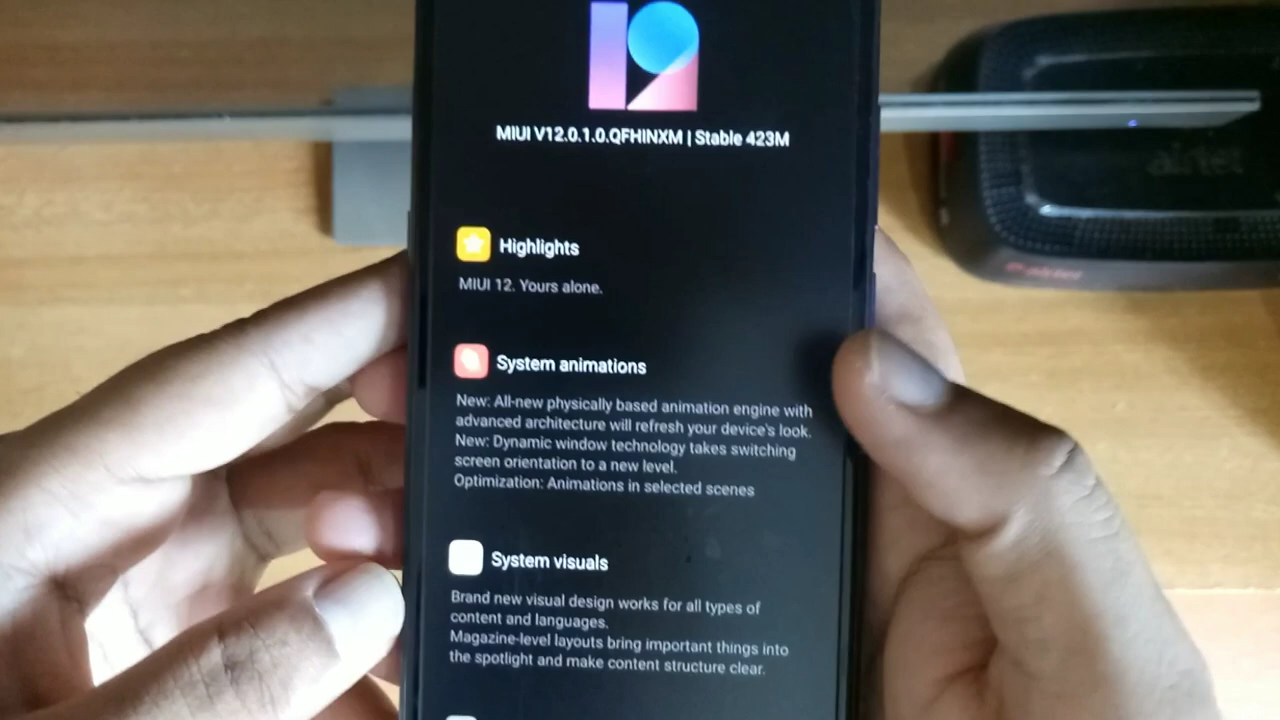 12
MIUI V12.0.1.0.QFHINXM | Stable 423M
Highlights
MIUI 12. Yours alone.
System animations
New: All-new physically based animation engine with
advanced architecture will refresh your device's look.
New: Dynamic window technology takes switching
screen orientation to a new level.
Optimization: Animations in selected scenes
System visuals
Brand new visual design works for all types of
content and languages.
Magazine-level layouts bring important things into
the spotlight and make content structure clear.
airtel
airtel